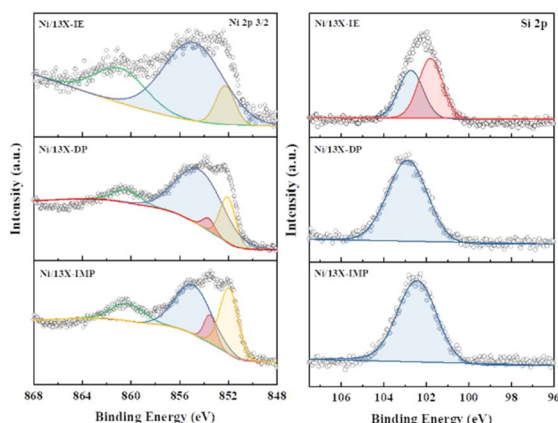 Ni/13X-IE
Ni 2p 3/2
Ni/13X-DP
Ni/13X-IMP
Intensity (a.u.)
868 864 860 856 852 848
Binding Energy (eV)
Ni/13X-IE
Si 2p
Ni/13X-DP
Ni/13X-IMP
Intensity (a.u.)
106 104 102 100 98 96
Binding Energy (eV)